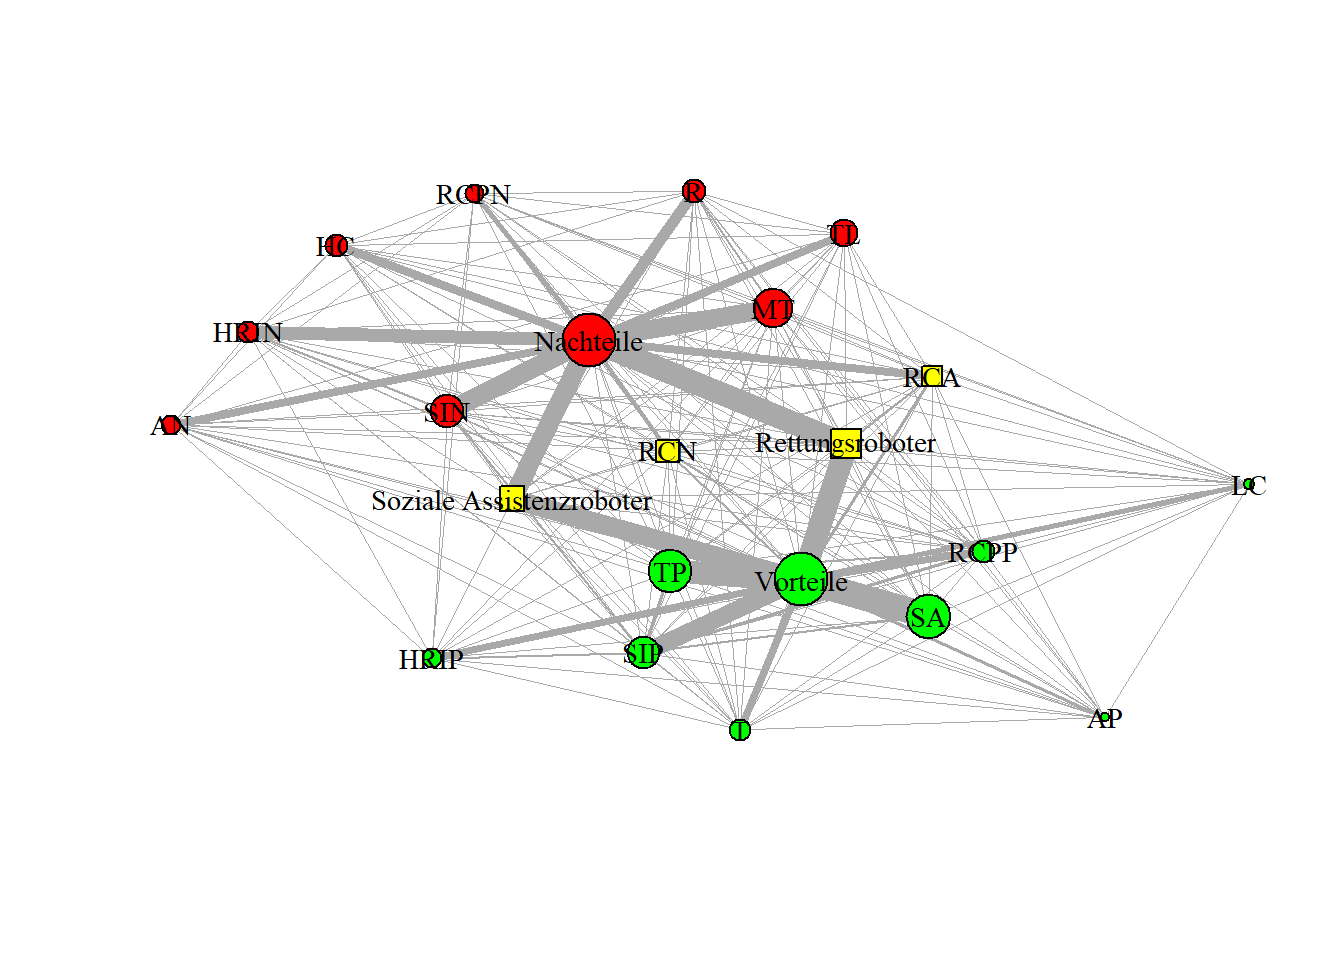 RCPN
R
HC
TL
MT
HRIN
Nachteile
RCA
SIN
AN
Rettungsroboter
RCN
Soziale Assistenzroboter
LC
RCPP
TP
Vorteile
SA
HRIP
SIP
I
AP